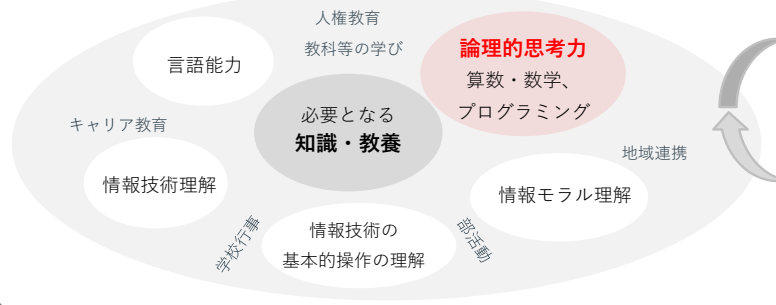 人権教育
教科等の学び
言語能力
論理的思考力
算数・数学、
プログラミング
必要となる
知識・教養
キャリア教育
地域連携
情報技術理解
情報モラル理解
学校行事
情報技術の
基本的操作の理解
部活動